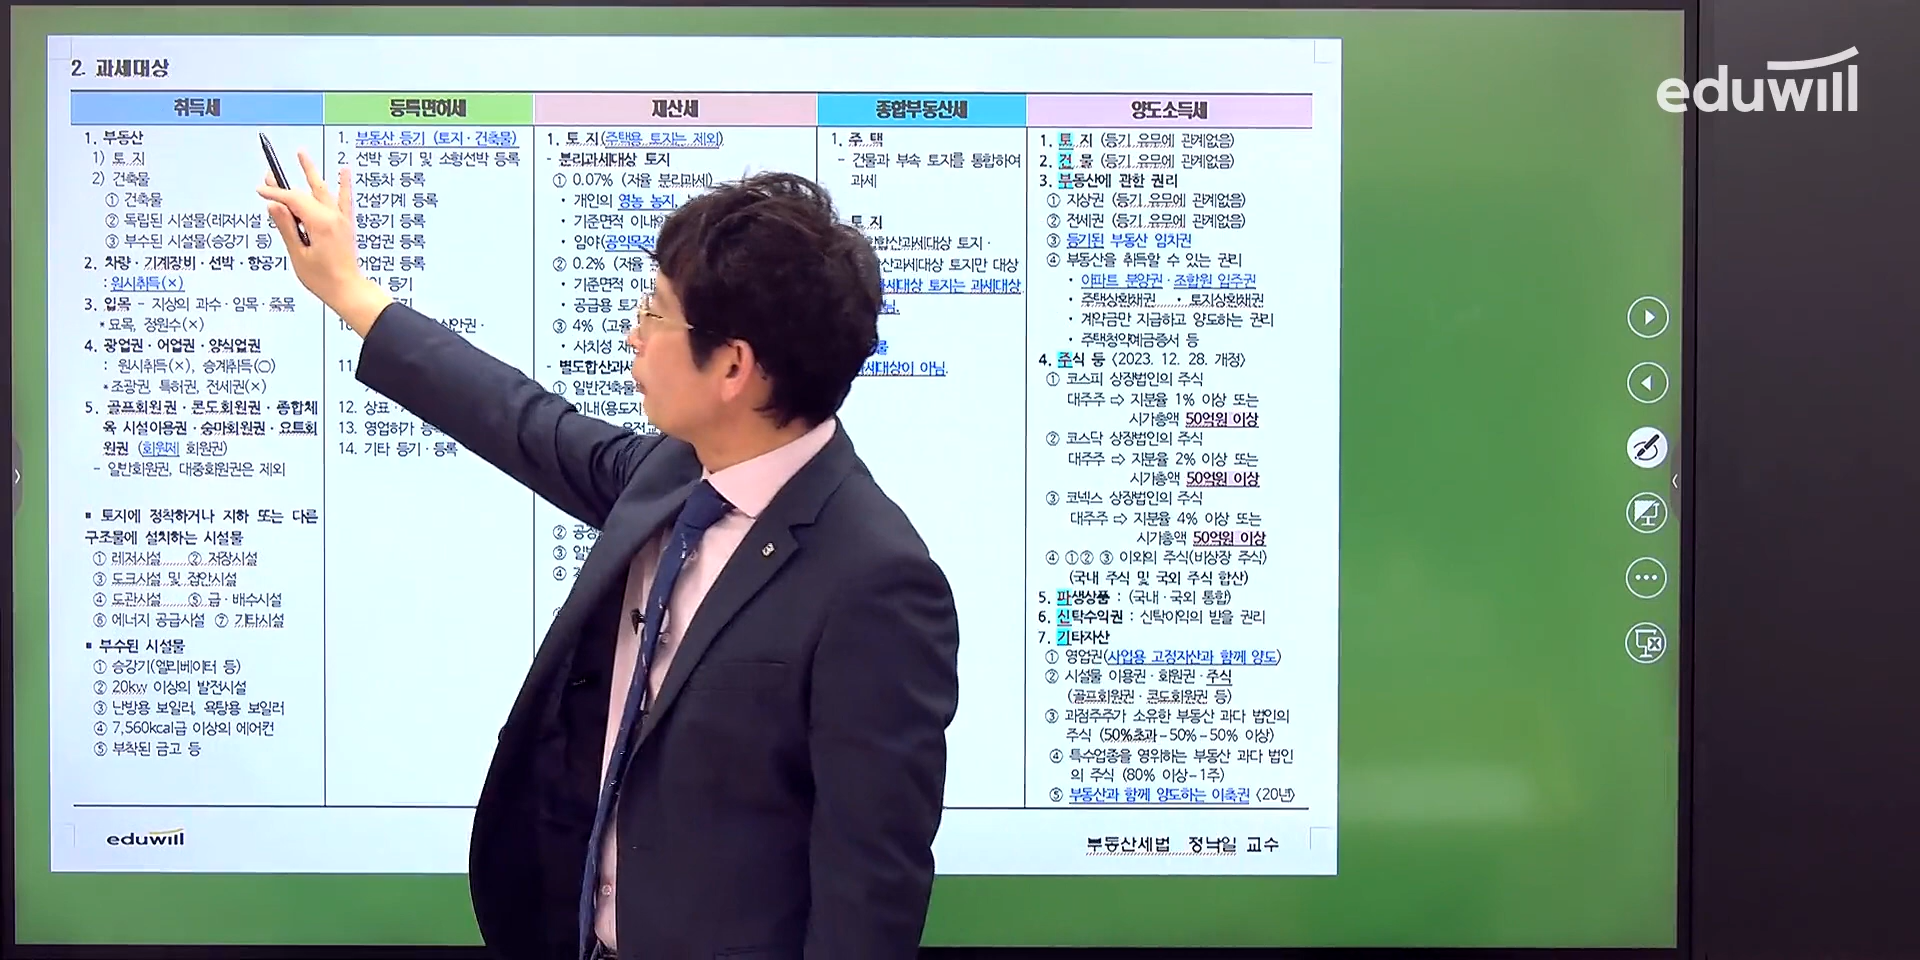 eduwill
2. 과세대상
취득세
1. 부동산
1) 토 지
2) 건축물
① 건축물
② 독립된 시설물(레저시설
③ 부수된 시설물(승강기 등)
2. 차량 · 기계장비 · 선박 · 항공기
: 원시취득(×)
3. 입목 - 지상의 과수 · 임목 · 죽목
* 묘목, 정원수(×)
4. 광업권 · 어업권 · 양식업권
: 원시취득(×), 승계취득(○)
* 조광권, 특허권, 전세권(×)
5. 골프회원권 · 콘도회원권 · 종합체
육 시설이용권 · 승마회원권 · 요트회
원권 (회원제 회원권)
- 일반회원권, 대중회원권은 제외
▪ 토지에 정착하거나 지하 또는 다른
구조물에 설치하는 시설물
① 레저시설 ② 저장시설
③ 도크시설 및 접안시설
④ 도관시설 ⑤ 급 · 배수시설
⑥ 에너지 공급시설 ⑦ 기타시설
▪ 부수된 시설물
① 승강기(엘리베이터 등)
② 20kw 이상의 발전시설
③ 난방용 보일러, 욕탕용 보일러
④ 7,560kcal급 이상의 에어컨
⑤ 부착된 금고 등
등록면허세
1. 부동산 등기 (토지 · 건축물)
2. 선박 등기 및 소형선박 등록
자동차 등록
건설기계 등록
항공기 등록
광업권 등록
어업권 등록
등기
11.
12. 상표
13. 영업허가 등록
14. 기타 등기 · 등록
재산세
1. 토 지(주택용 토지는 제외)
- 분리과세대상 토지
① 0.07% (저율 분리과세)
• 개인의 영농 농지,
• 기준면적 이내
• 임야(공익목적
② 0.2% (저율
• 기준면적 이
• 공급용 토지
③ 4% (고율
• 사치성 재
- 별도합산과세
① 일반건축물
이내(용도지
②
③
④
종합부동산세
1. 주 택
- 건물과 부속 토지를 통합하여
과세
토 지
합산과세대상 토지 ·
산과세대상 토지만 대상
세대상 토지는 과세대상
님.
물
세대상이 아님.
양도소득세
1. 토 지 (등기 유무에 관계없음)
2. 건 물 (등기 유무에 관계없음)
3. 부동산에 관한 권리
① 지상권 (등기 유무에 관계없음)
② 전세권 (등기 유무에 관계없음)
③ 등기된 부동산 임차권
④ 부동산을 취득할 수 있는 권리
• 아파트 분양권 · 조합원 입주권
• 주택상환채권 • 토지상환채권
• 계약금만 지급하고 양도하는 권리
• 주택청약예금증서 등
4. 주식 등 <2023. 12. 28. 개정>
① 코스피 상장법인의 주식
대주주 ⇨ 지분율 1% 이상 또는
시가총액 50억원 이상
② 코스닥 상장법인의 주식
대주주 ⇨ 지분율 2% 이상 또는
시가총액 50억원 이상
③ 코넥스 상장법인의 주식
대주주 ⇨ 지분율 4% 이상 또는
시가총액 50억원 이상
④ ①② ③ 이외의 주식(비상장 주식)
(국내 주식 및 국외 주식 합산)
5. 파생상품 : (국내 · 국외 통합)
6. 신탁수익권 : 신탁이익의 받을 권리
7. 기타자산
① 영업권(사업용 고정자산과 함께 양도)
② 시설물 이용권 · 회원권 · 주식
(골프회원권 · 콘도회원권 등)
③ 과점주주가 소유한 부동산 과다 법인의
주식 (50%초과-50%-50% 이상)
④ 특수업종을 영위하는 부동산 과다 법인
의 주식 (80% 이상-1주)
⑤ 부동산과 함께 양도하는 이축권 <20년>
eduwill
부동산세법 정낙일 교수